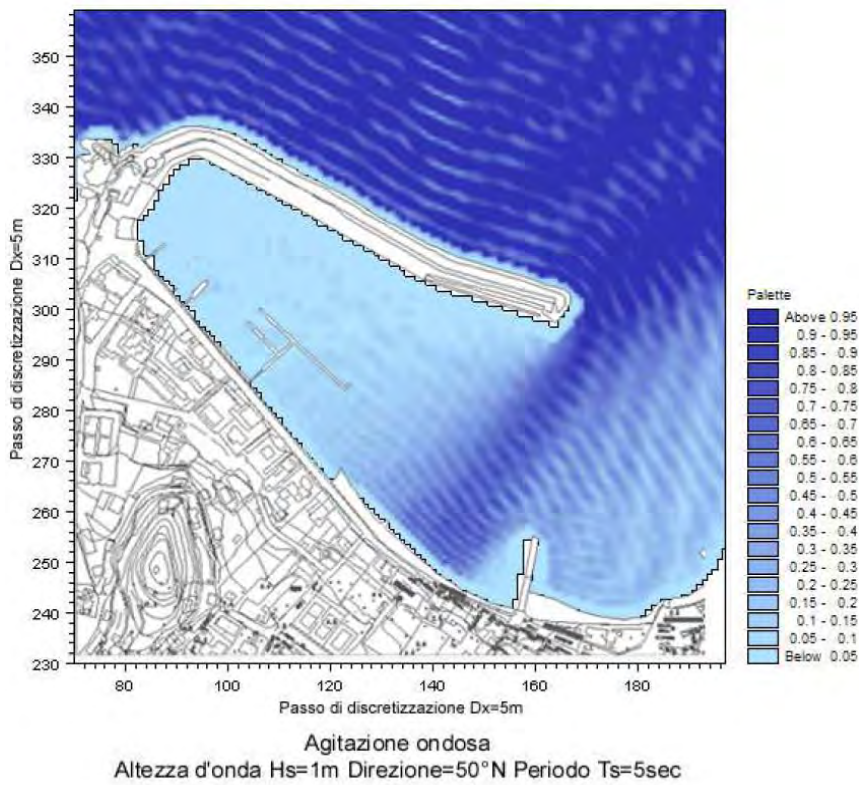 350
340
330
320
310
300
290
280
270
260
250
240
230
Passo di discretizzazione Dx=5m
80
100
120
140
160
180
Passo di discretizzazione Dx=5m
Palette
Above 0.95
0.9 - 0.95
0.85 - 0.9
0.8 - 0.85
0.75 - 0.8
0.7 - 0.75
0.65 - 0.7
0.6 - 0.65
0.55 - 0.6
0.5 - 0.55
0.45 - 0.5
0.4 - 0.45
0.35 - 0.4
0.3 - 0.35
0.25 - 0.3
0.2 - 0.25
0.15 - 0.2
0.1 - 0.15
0.05 - 0.1
Below 0.05
Agitazione ondosa
Altezza d'onda Hs=1m Direzione=50°N Periodo Ts=5sec